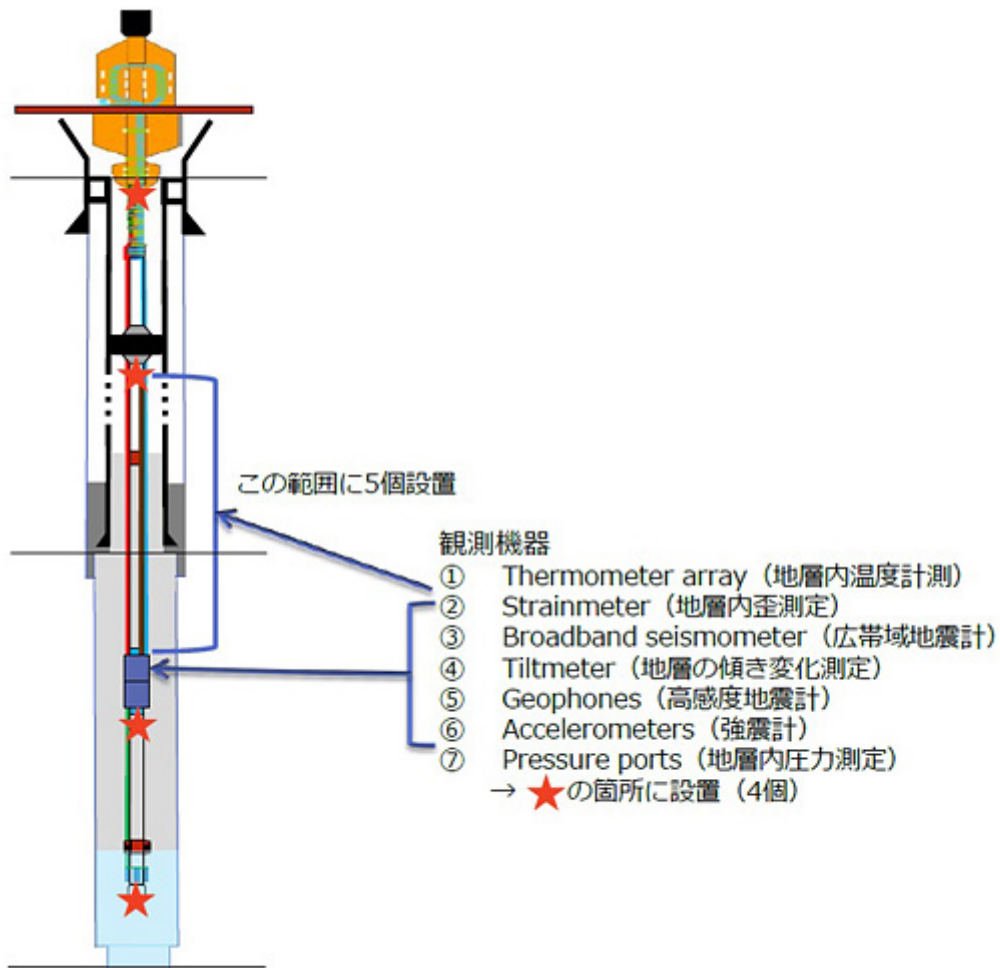 この範囲に5個設置
観測機器
① Thermometer array（地層内温度計測）
② Strainmeter（地層内歪測定）
③ Broadband seismometer（広帯域地震計）
④ Tiltmeter（地層の傾き変化測定）
⑤ Geophones（高感度地震計）
⑥ Accelerometers（強震計）
⑦ Pressure ports（地層内圧力測定）
→ ★の箇所に設置（4個）